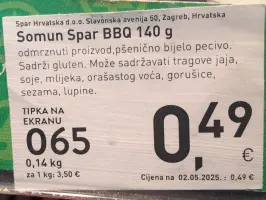 Spar Hrvatska d.o.o. Slavonska avenija 50, Zagreb, Hrvatska
Somun Spar BBQ 140 g
odmrznuti proizvod,pšenično bijelo pecivo.
Sadrži gluten. Može sadržavati tragove jaja,
soje, mlijeka, orašastog voća, gorušice,
sezama, lupine.
TIPKA NA
EKRANU
065
0,14 kg
za 1 kg: 3,50 €
0,49
€
Cijena na 02.05.2025. : 0,49 €